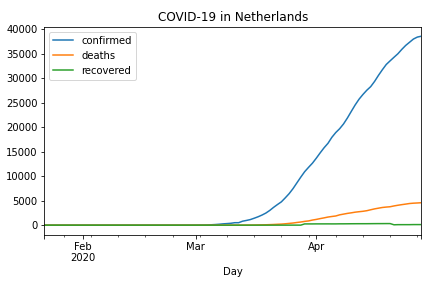 COVID-19 in Netherlands
confirmed
deaths
recovered
40000
35000
30000
25000
20000
15000
10000
5000
0
Feb
2020
Mar
Apr
Day